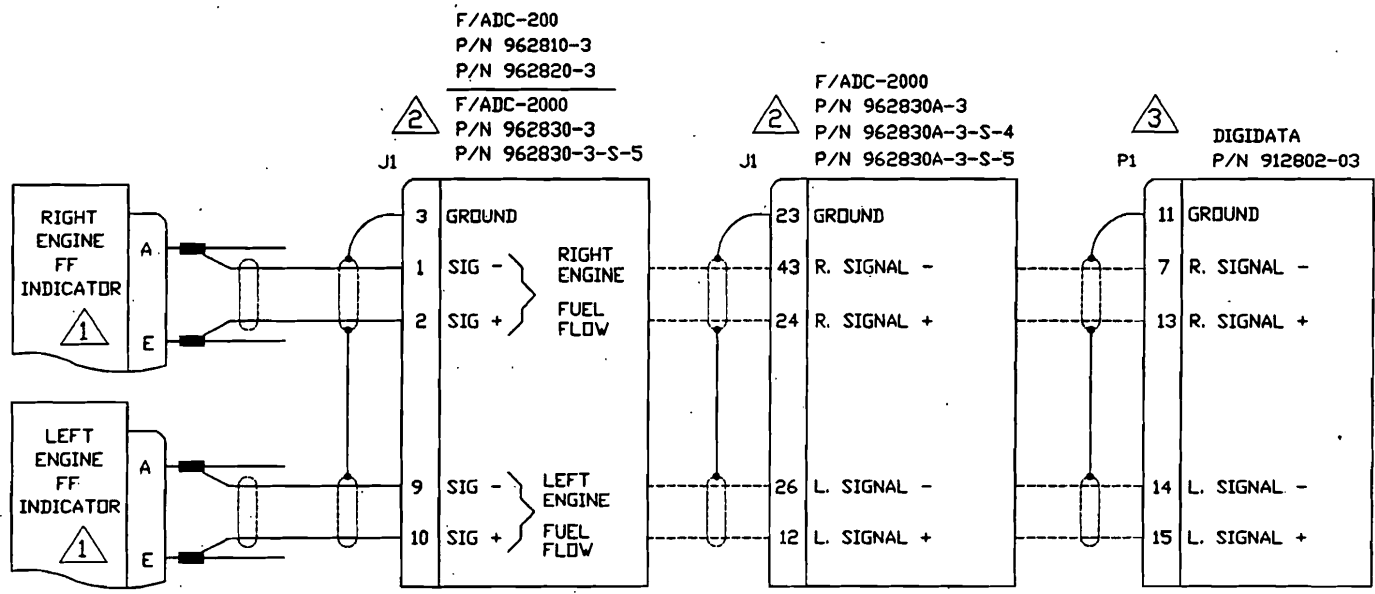 F/ADC-200
P/N 962810-3
P/N 962820-3
F/ADC-2000
P/N 962830-3
P/N 962830-3-S-5
2
J1
F/ADC-2000
P/N 962830A-3
P/N 962830A-3-S-4
P/N 962830A-3-S-5
2
J1
3
DIGIDATA
P/N 912802-03
P1
RIGHT
ENGINE
FF
INDICATOR
1
A
E
3 GROUND
1 SIG -
2 SIG +
RIGHT
ENGINE
FUEL
FLOW
23 GROUND
43 R. SIGNAL -
24 R. SIGNAL +
11 GROUND
7 R. SIGNAL -
13 R. SIGNAL +
LEFT
ENGINE
FF
INDICATOR
1
A
E
9 SIG -
10 SIG +
LEFT
ENGINE
FUEL
FLOW
26 L. SIGNAL -
12 L. SIGNAL +
14 L. SIGNAL -
15 L. SIGNAL +